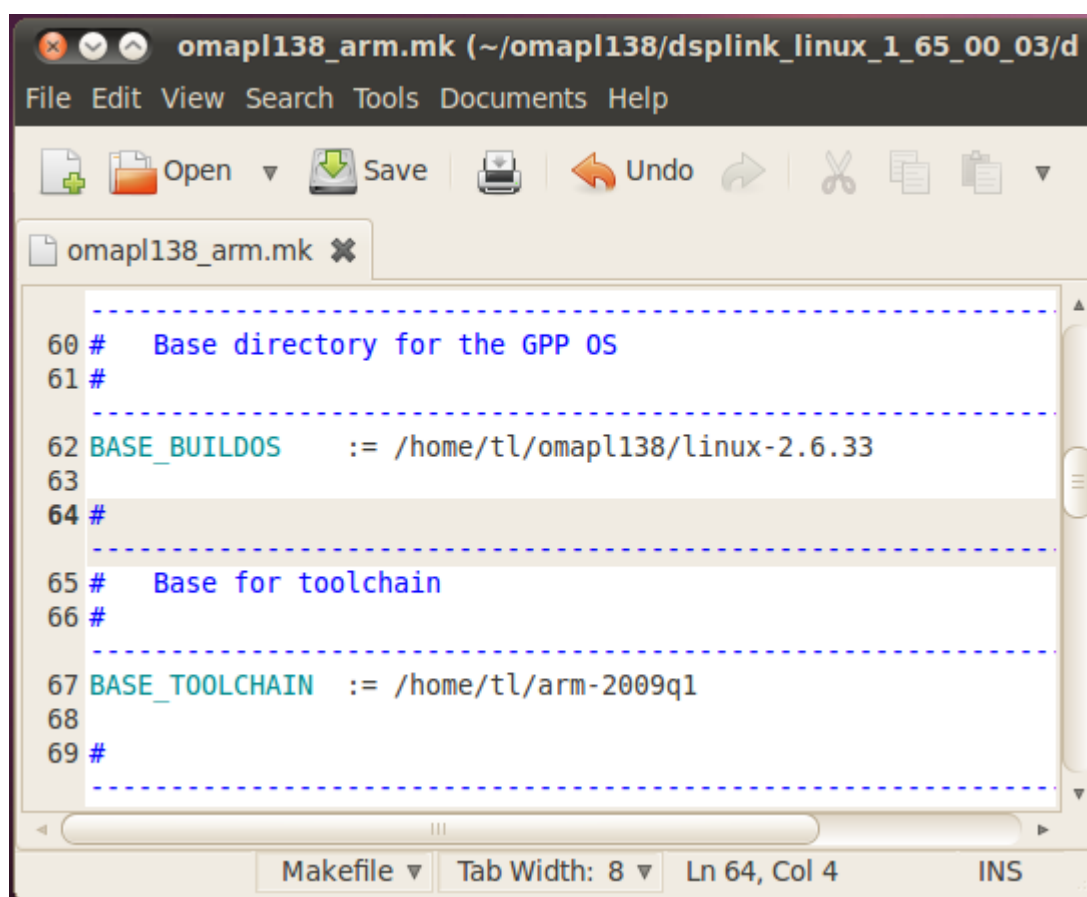 omapl138_arm.mk (~/omapl138/dsplink_linux_1_65_00_03/d
File Edit View Search Tools Documents Help
Open Save Undo
omapl138_arm.mk
--------------------------------------------------------------
60 #   Base directory for the GPP OS
61 #
--------------------------------------------------------------
62 BASE_BUILDOS    := /home/tl/omapl138/linux-2.6.33
63
64 #
--------------------------------------------------------------
65 #   Base for toolchain
66 #
--------------------------------------------------------------
67 BASE_TOOLCHAIN  := /home/tl/arm-2009q1
68
69 #
--------------------------------------------------------------
Makefile Tab Width: 8 Ln 64, Col 4 INS